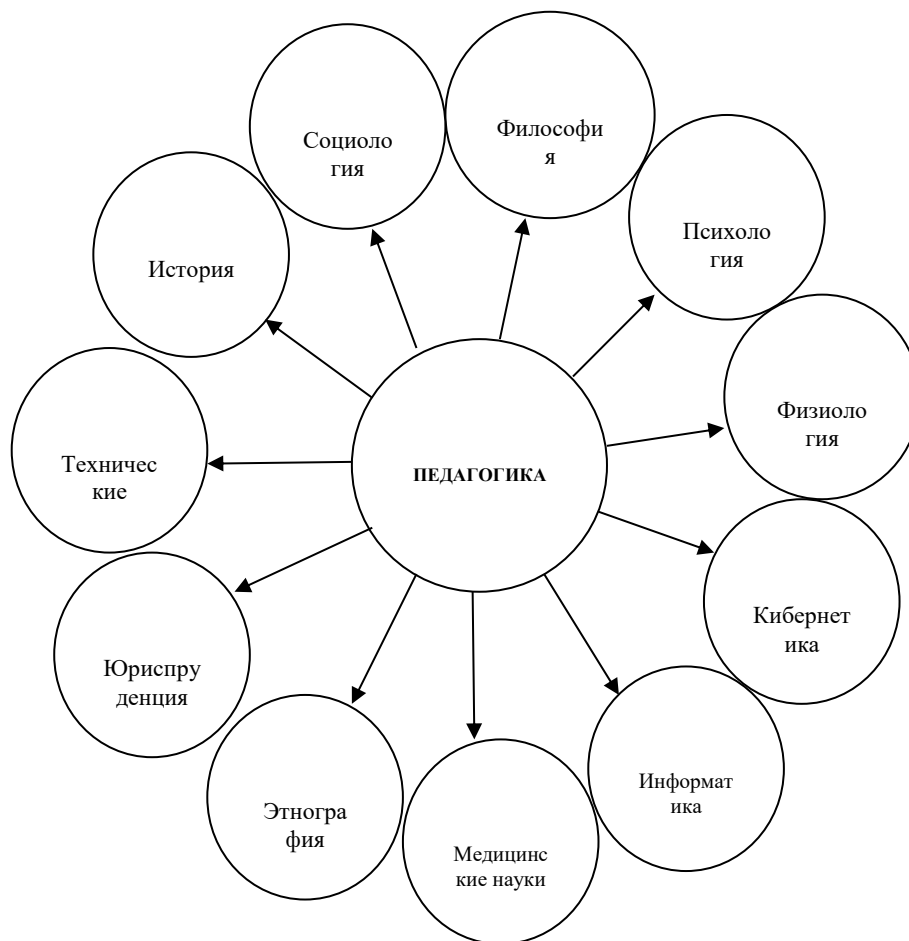 Философи
я
Социоло
гия
Психоло
гия
История
Физиоло
гия
Техничес
кие
ПЕДАГОГИКА
Кибернет
ика
Юриспру
денция
Информат
ика
Этногра
фия
Медицинс
кие науки